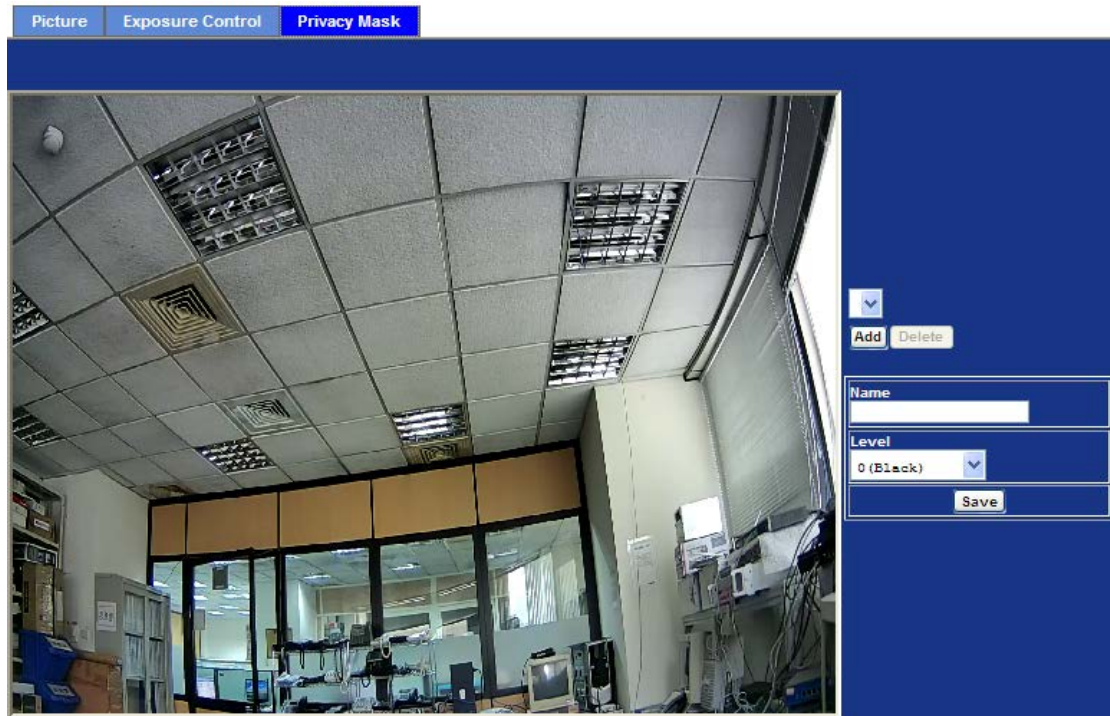 Picture Exposure Control Privacy Mask
Add Delete
Name
Level
0 (Black)
Save